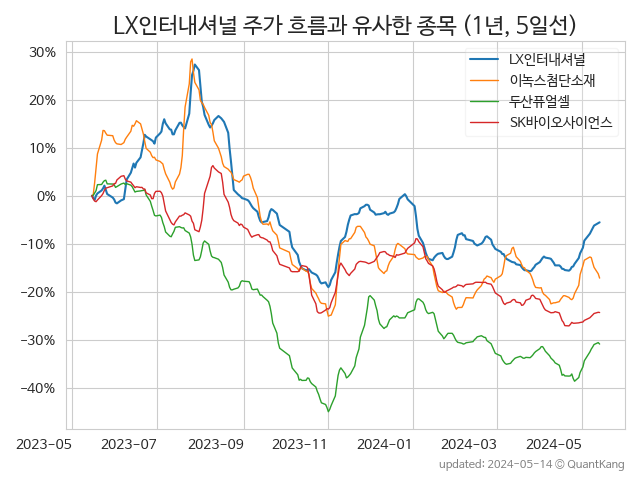 LX인터내셔널 주가 흐름과 유사한 종목 (1년, 5일선)
LX인터내셔널
이녹스첨단소재
두산퓨얼셀
SK바이오사이언스
30%
20%
10%
0%
−10%
−20%
−30%
−40%
2023-05 2023-07 2023-09 2023-11 2024-01 2024-03 2024-05
updated: 2024-05-14 © QuantKang